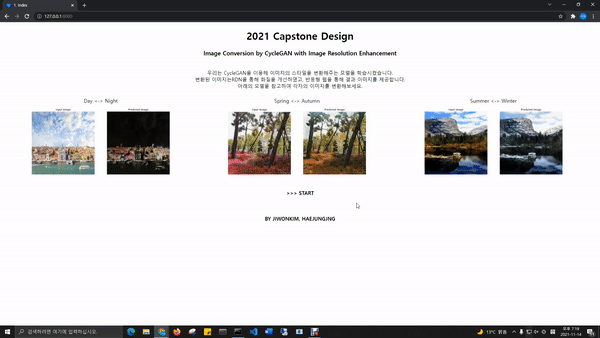 1. Index
127.0.0.1:8000
2021 Capstone Design
Image Conversion by CycleGAN with Image Resolution Enhancement
우리는 CycleGAN을 이용해 이미지의 스타일을 변환해주는 모델을 학습시켰습니다.
변환된 이미지는RDN을 통해 화질을 개선하였고, 반응형 웹을 통해 결과 이미지를 제공합니다.
아래의 모델을 참고하여 각자의 이미지를 변환해보세요.
Day <-> Night
Spring <-> Autumn
Summer <-> Winter
Input Image
Predicted Image
Input Image
Predicted Image
Input Image
Predicted Image
>>> START
BY JIWONKIM, HAEJUNGJNG
검색하려면 여기에 입력하십시오.
13°C 맑음
오후 7:19
2021-11-14